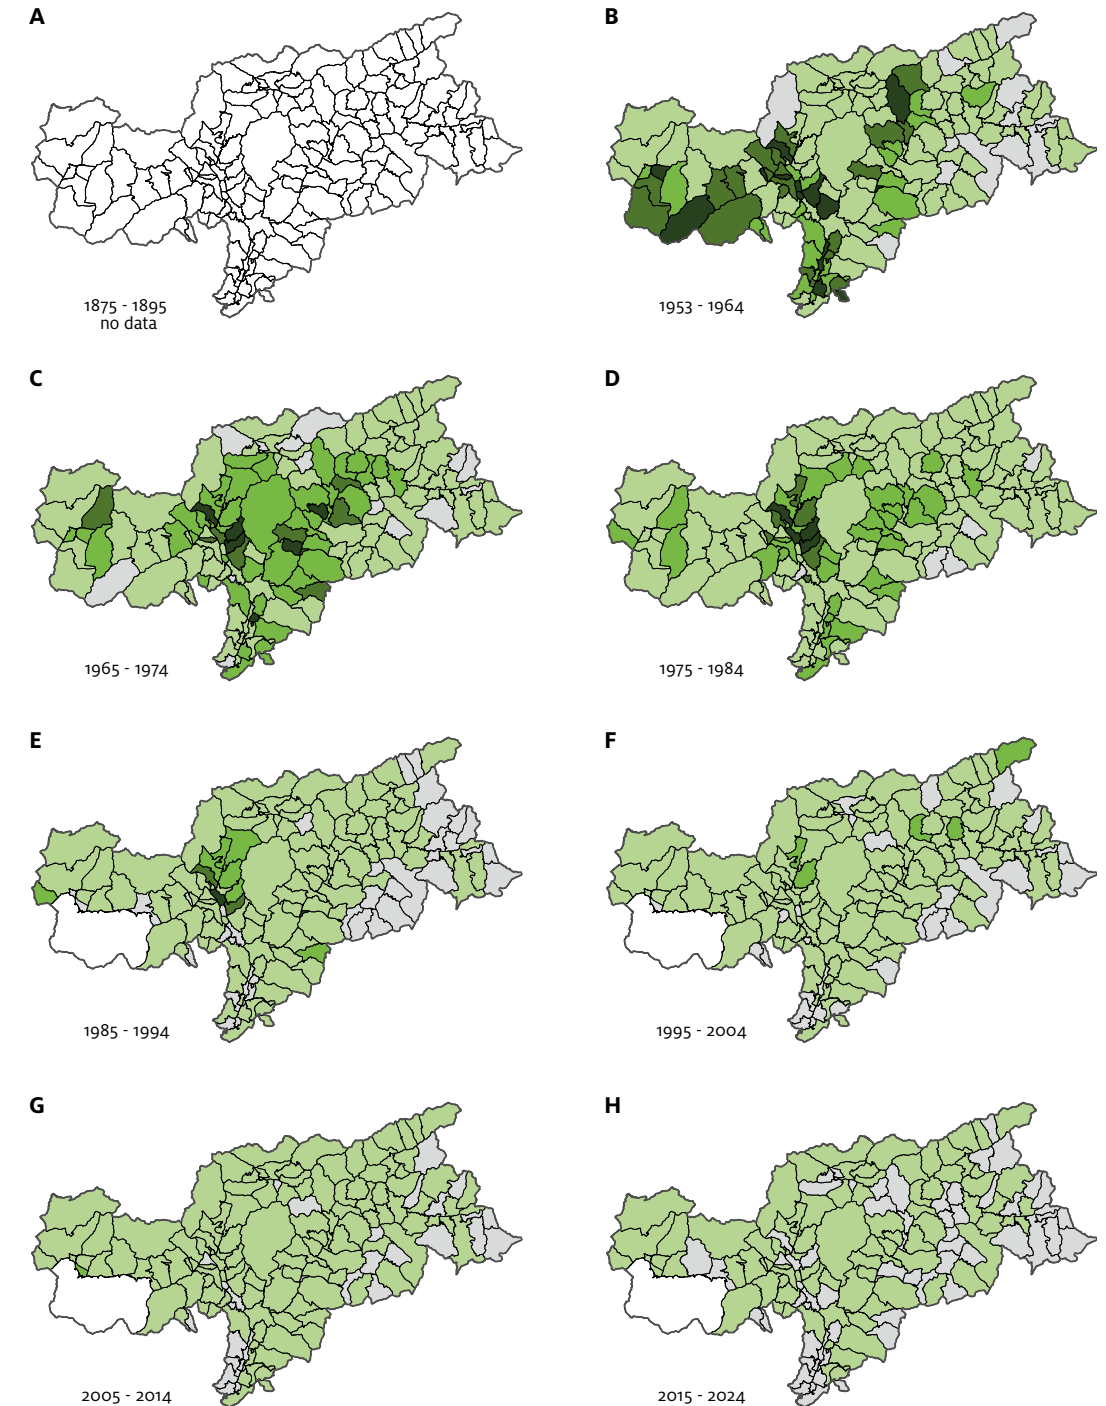 A
1875 - 1895
no data
B
1953 - 1964
C
1965 - 1974
D
1975 - 1984
E
1985 - 1994
F
1995 - 2004
G
2005 - 2014
H
2015 - 2024